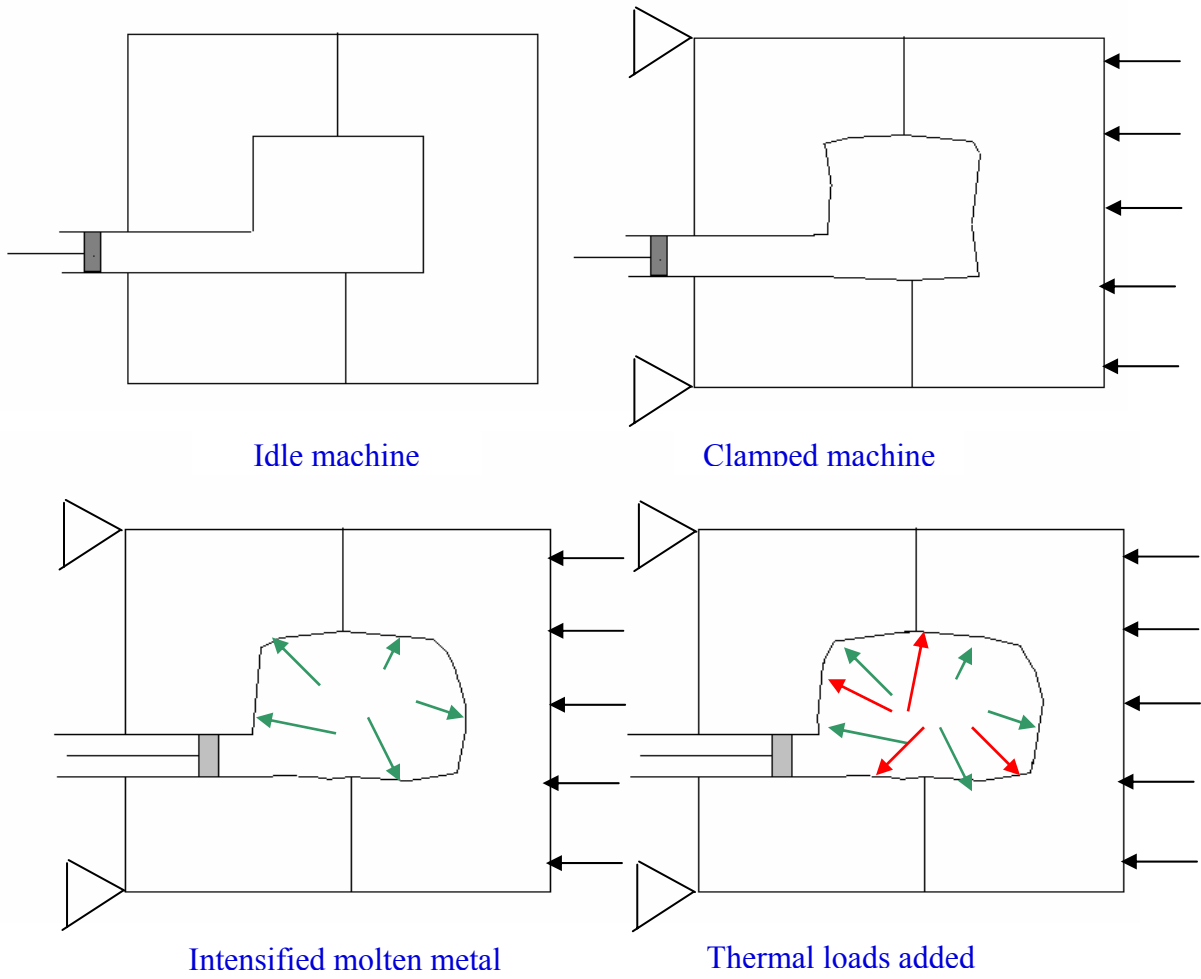 Idle machine
Clamped machine
Intensified molten metal
Thermal loads added